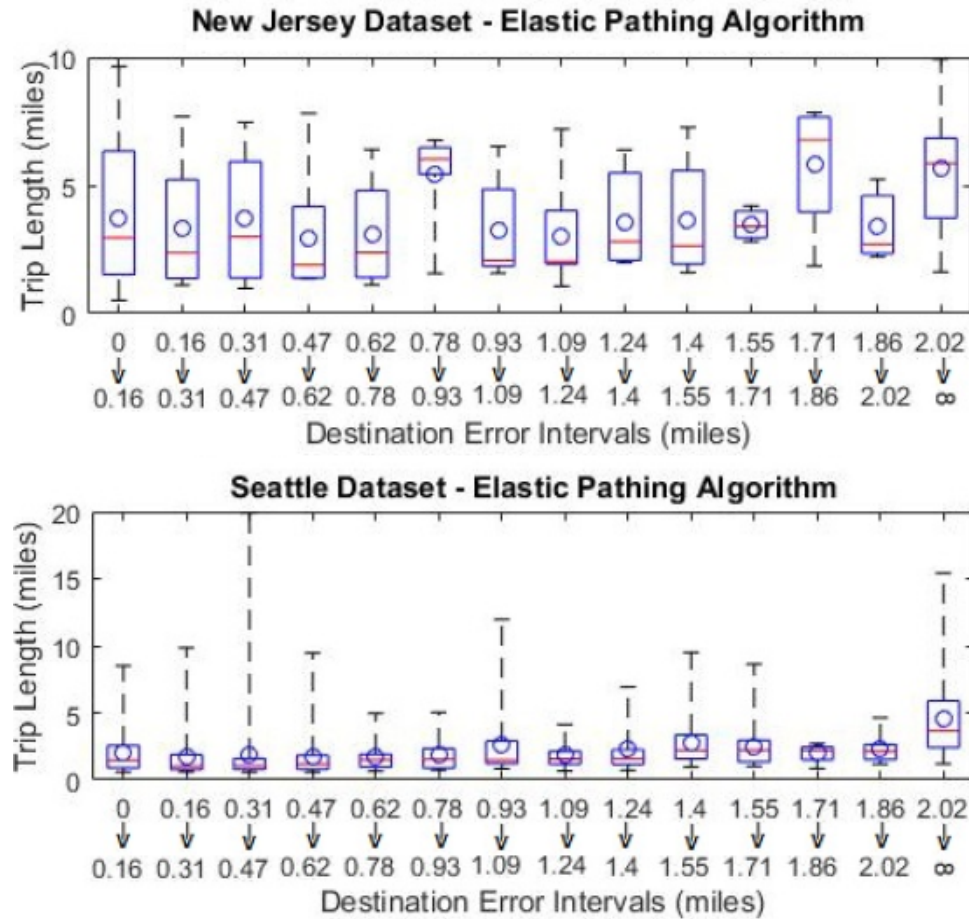 New Jersey Dataset - Elastic Pathing Algorithm
Trip Length (miles)
10
5
0
0 0.16 0.31 0.47 0.62 0.78 0.93 1.09 1.24 1.4 1.55 1.71 1.86 2.02
0.16 0.31 0.47 0.62 0.78 0.93 1.09 1.24 1.4 1.55 1.71 1.86 2.02 ∞
Destination Error Intervals (miles)
Seattle Dataset - Elastic Pathing Algorithm
Trip Length (miles)
20
15
10
5
0
0 0.16 0.31 0.47 0.62 0.78 0.93 1.09 1.24 1.4 1.55 1.71 1.86 2.02
0.16 0.31 0.47 0.62 0.78 0.93 1.09 1.24 1.4 1.55 1.71 1.86 2.02 ∞
Destination Error Intervals (miles)